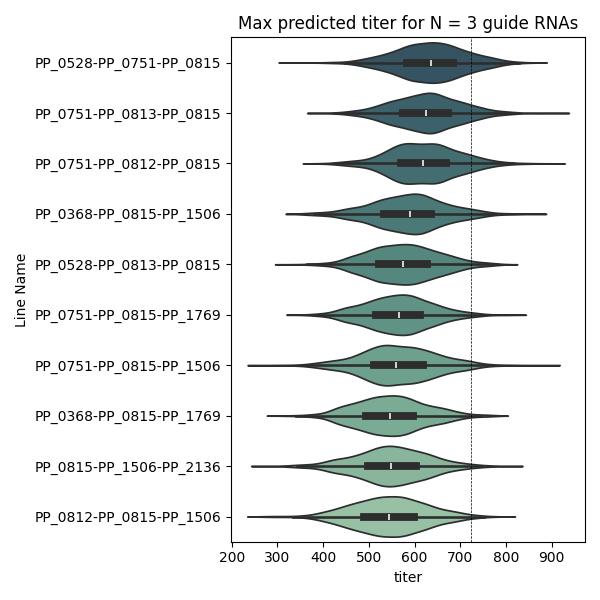 Max predicted titer for N = 3 guide RNAs
Line Name
PP_0528-PP_0751-PP_0815
PP_0751-PP_0813-PP_0815
PP_0751-PP_0812-PP_0815
PP_0368-PP_0815-PP_1506
PP_0528-PP_0813-PP_0815
PP_0751-PP_0815-PP_1769
PP_0751-PP_0815-PP_1506
PP_0368-PP_0815-PP_1769
PP_0815-PP_1506-PP_2136
PP_0812-PP_0815-PP_1506
200 300 400 500 600 700 800 900
titer